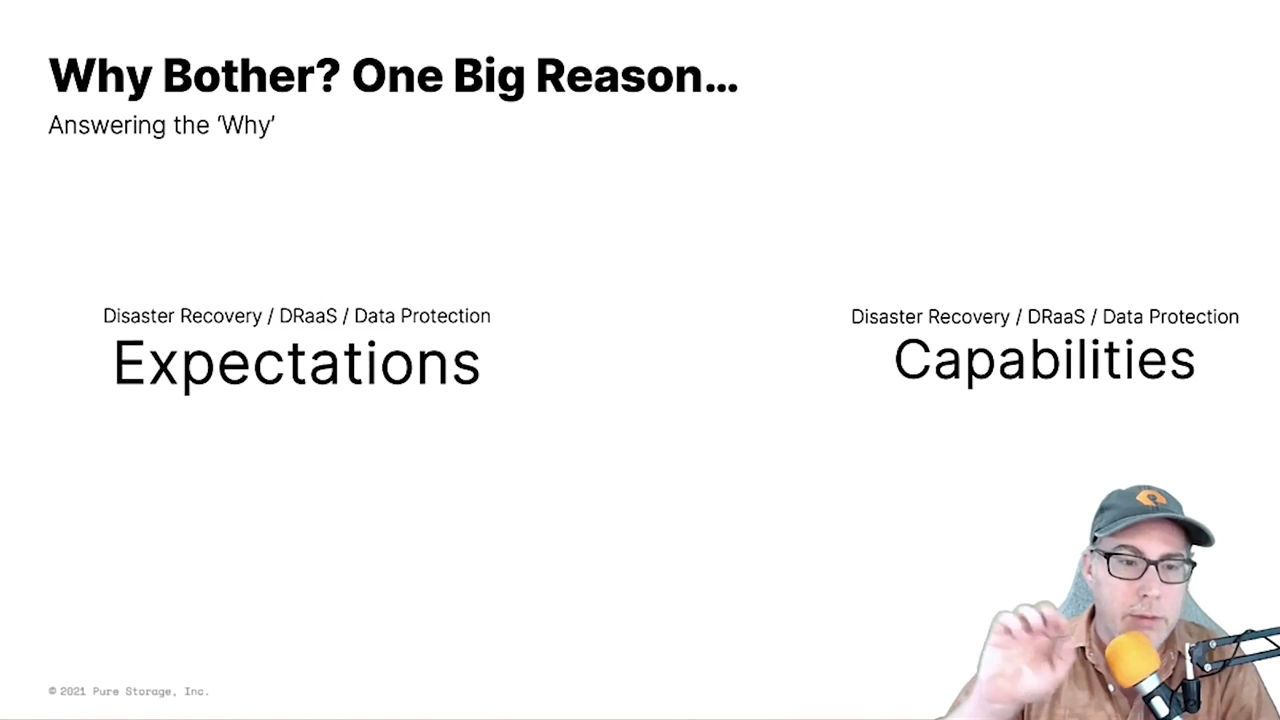 Why Bother? One Big Reason...
Answering the ‘Why’
Disaster Recovery / DRaaS / Data Protection
Expectations
Disaster Recovery / DRaaS / Data Protection
Capabilities
© 2021 Pure Storage, Inc.